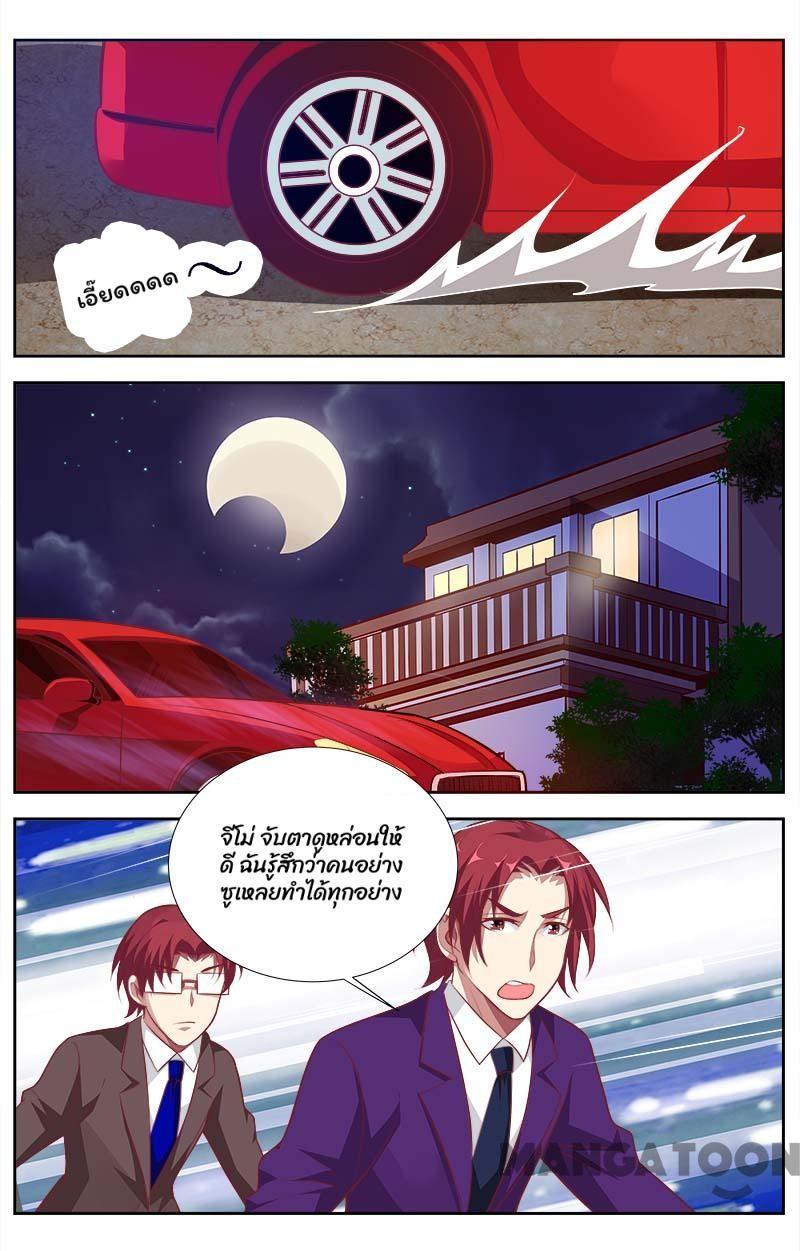 เอี๊ยดดดด ~
จีโม่ จับตาดูหล่อนให้
ดี ฉันรู้สึกว่าคนอย่าง
ซูเหลยทำได้ทุกอย่าง
MANGATOON